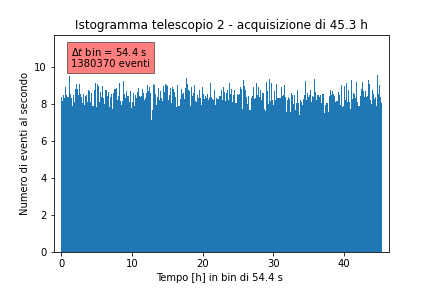 Istogramma telescopio 2 - acquisizione di 45.3 h
Δt bin = 54.4 s
1380370 eventi
Numero di eventi al secondo
10
8
6
4
2
0
0 10 20 30 40
Tempo [h] in bin di 54.4 s